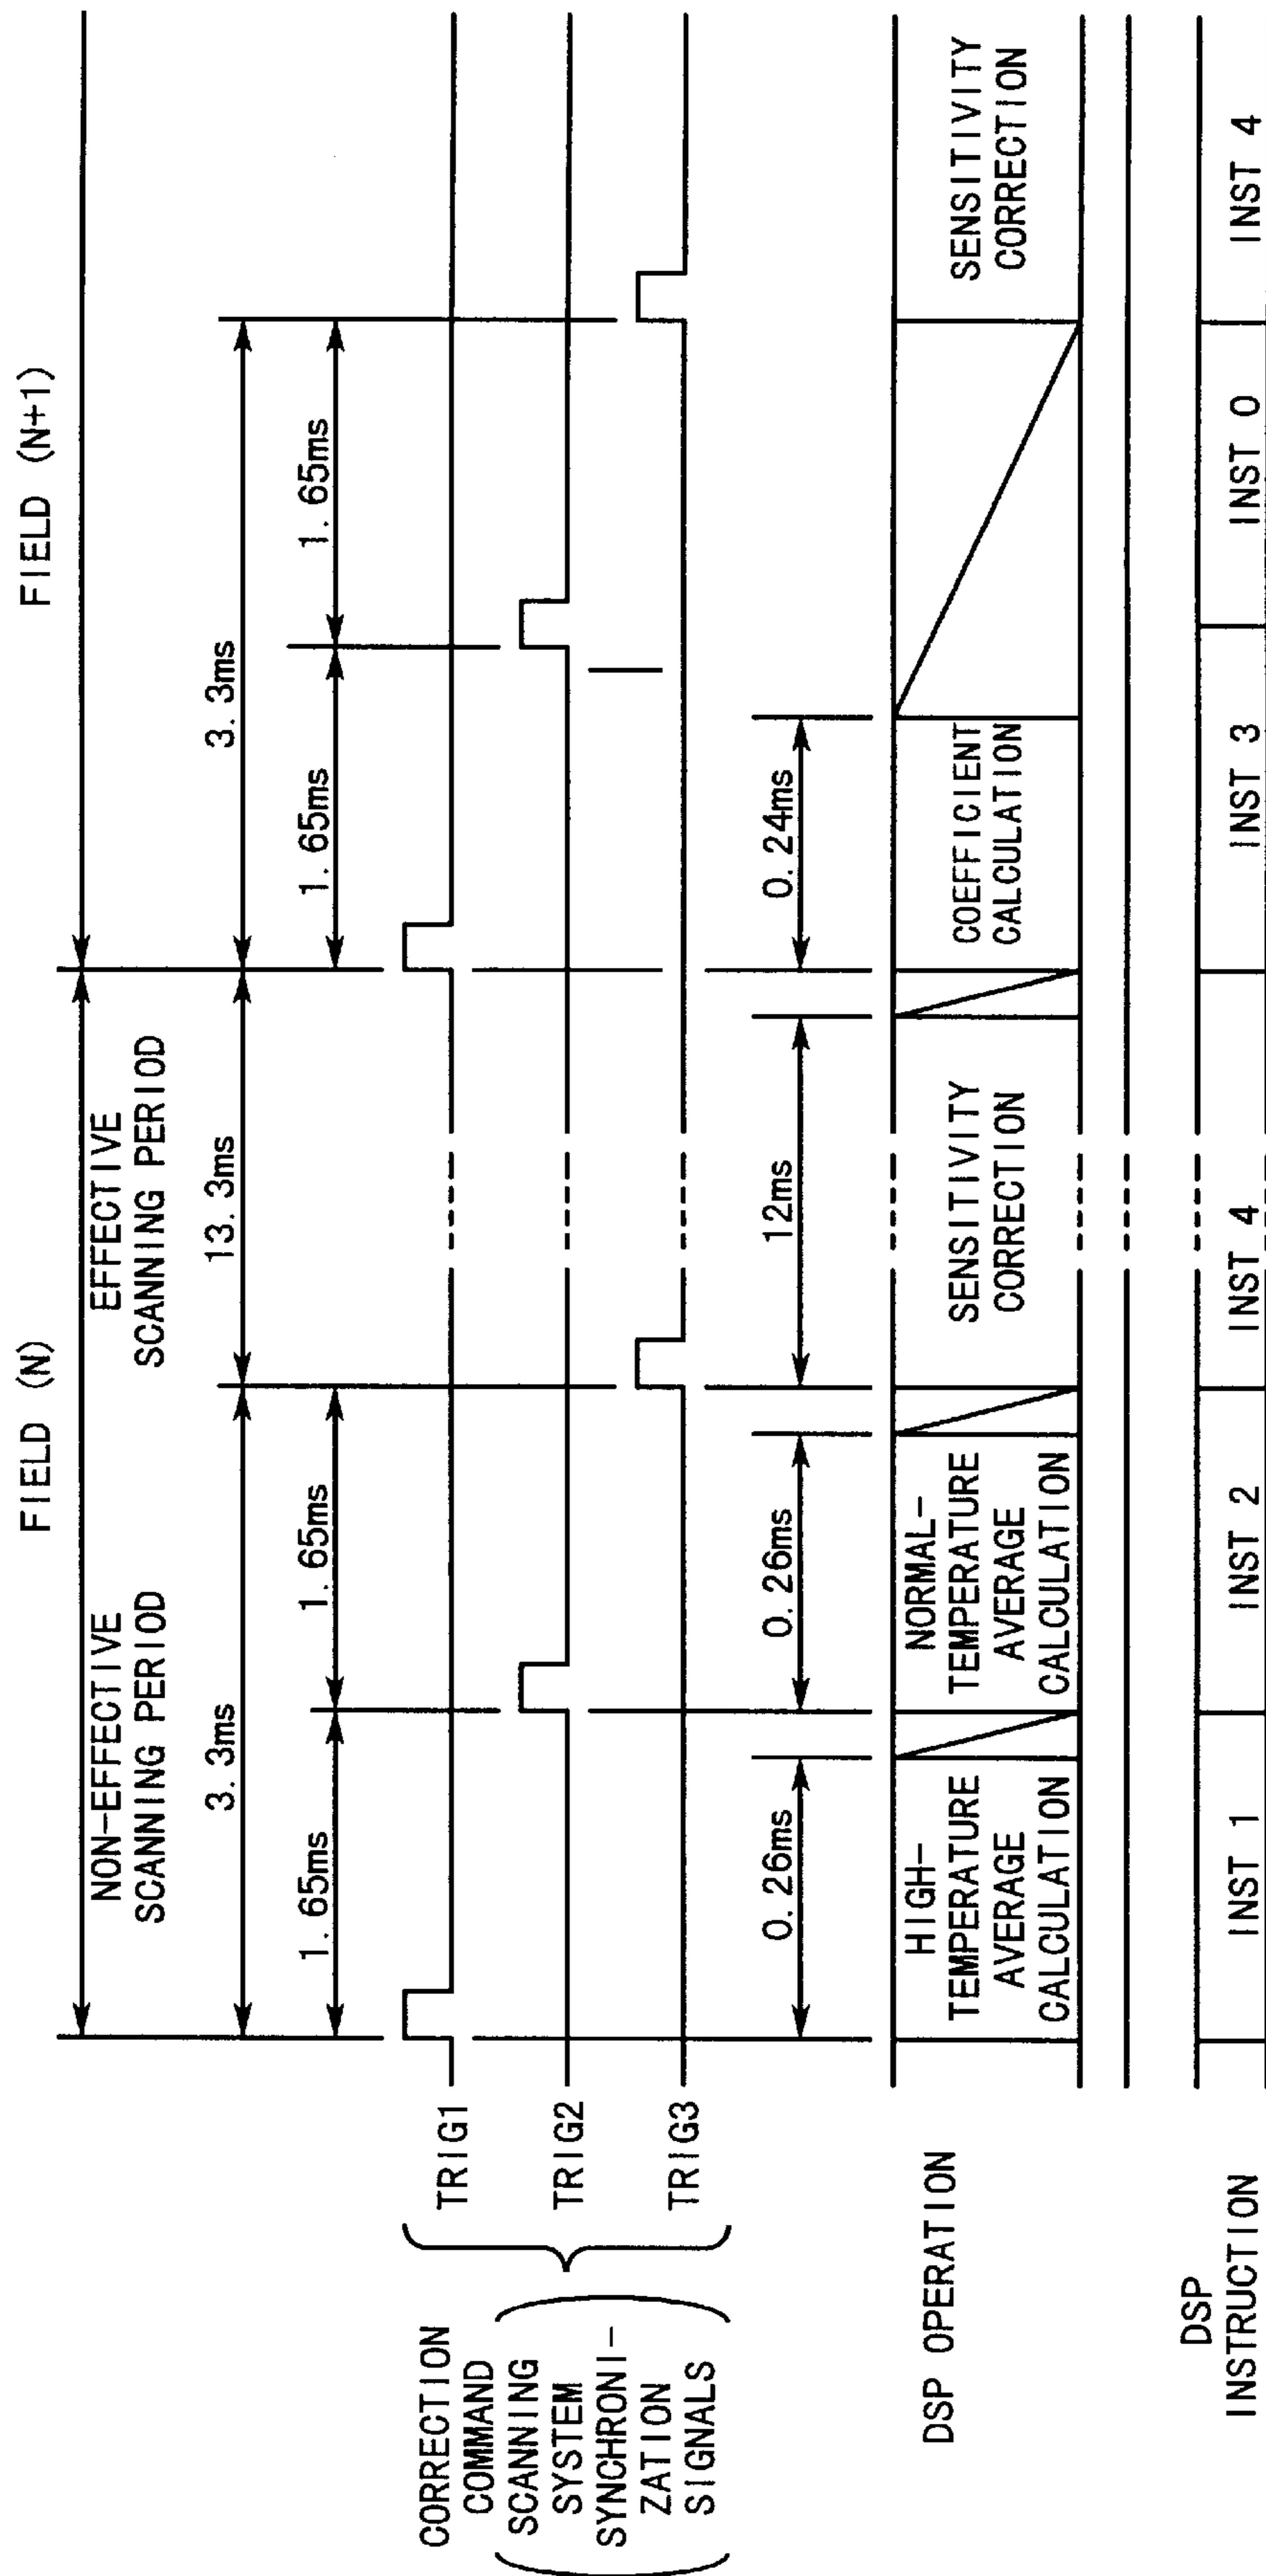 FIELD (N)
FIELD (N+1)
NON-EFFECTIVE
SCANNING PERIOD
EFFECTIVE
SCANNING PERIOD
3.3ms
13.3ms
3.3ms
1.65ms
1.65ms
1.65ms
1.65ms
CORRECTION
COMMAND
SCANNING
SYSTEM
SYNCHRONI-
ZATION
SIGNALS
TRIG1
TRIG2
TRIG3
0.26ms
0.26ms
12ms
0.24ms
DSP OPERATION
HIGH-
TEMPERATURE
AVERAGE
CALCULATION
NORMAL-
TEMPERATURE
AVERAGE
CALCULATION
SENSITIVITY
CORRECTION
COEFFICIENT
CALCULATION
SENSITIVITY
CORRECTION
DSP
INSTRUCTION
INST 1
INST 2
INST 4
INST 3
INST 0
INST 4